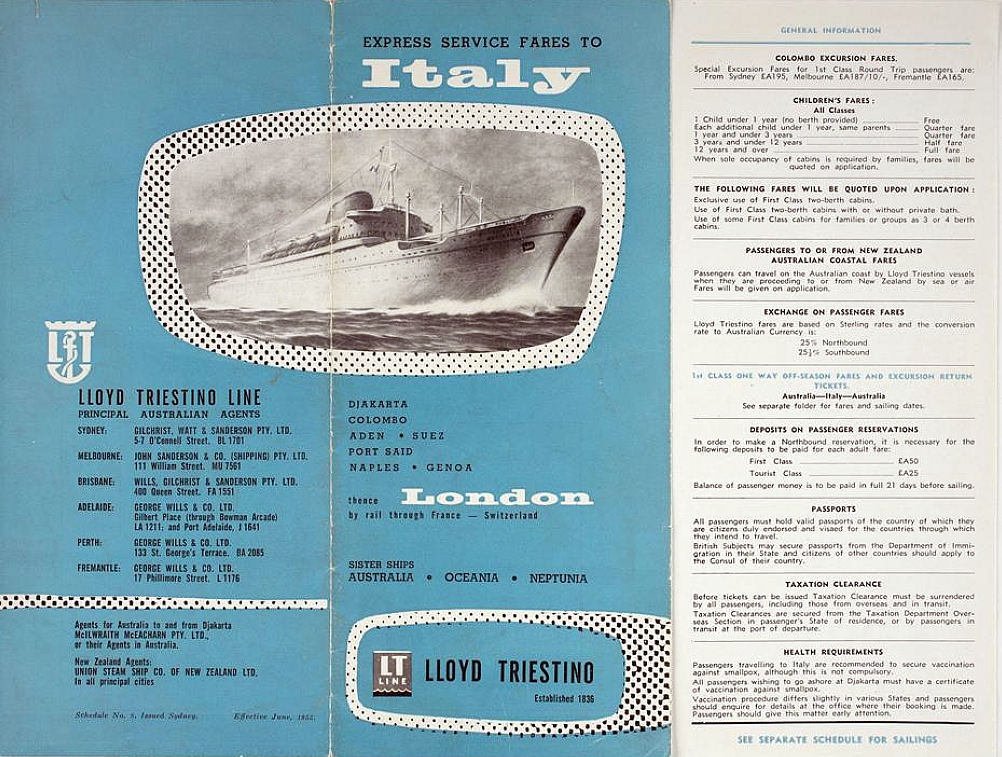 EXPRESS SERVICE FARES TO
Italy
LLOYD TRIESTINO LINE
PRINCIPAL AUSTRALIAN AGENTS
SYDNEY: GILCHRIST, WATT & SANDERSON PTY. LTD.
5-7 O'Connell Street. BL 1701
MELBOURNE: JOHN SANDERSON & CO. (SHIPPING) PTY. LTD.
111 William Street. MU 7561
BRISBANE: WILLS, GILCHRIST & SANDERSON PTY. LTD.
400 Queen Street. FA 1551
ADELAIDE: GEORGE WILLS & CO. LTD.
Gilbert Place (through Bowman Arcade)
LA 1211; and Port Adelaide, J 1641
PERTH: GEORGE WILLS & CO. LTD.
133 St. George's Terrace. BA 2085
FREMANTLE: GEORGE WILLS & CO. LTD.
17 Phillimore Street. L 1176
Agents for Australia to and from Djakarta
McILWRAITH McEACHARN PTY. LTD.,
or their Agents in Australia.
New Zealand Agents:
UNION STEAM SHIP CO. OF NEW ZEALAND LTD.
In all principal cities
Schedule No. Issued Sydney. Effective June,
DJAKARTA
COLOMBO
ADEN • SUEZ
PORT SAID
NAPLES • GENOA
thence London
by rail through France — Switzerland
SISTER SHIPS
AUSTRALIA • OCEANIA • NEPTUNIA
LT
LINE
LLOYD TRIESTINO
Established 1836
GENERAL INFORMATION
COLOMBO EXCURSION FARES.
Special Excursion Fares for 1st Class Round Trip passengers are:
From Sydney £A195, Melbourne £A187/10/-, Fremantle £A165.
CHILDREN'S FARES:
All Classes
1 Child under 1 year (no berth provided) Free
Each additional child under 1 year, same parents Quarter fare
1 year and under 3 years Quarter fare
3 years and under 12 years Half fare
12 years and over Full fare
When sole occupancy of cabins is required by families, fares will be
quoted on application.
THE FOLLOWING FARES WILL BE QUOTED UPON APPLICATION:
Exclusive use of First Class two-berth cabins.
Use of First Class two-berth cabins with or without private bath.
Use of some First Class cabins for families or groups as 3 or 4 berth
cabins.
PASSENGERS TO OR FROM NEW ZEALAND
AUSTRALIAN COASTAL FARES
Passengers can travel on the Australian coast by Lloyd Triestino vessels
when they are proceeding to or from New Zealand by sea or air
Fares will be given on application.
EXCHANGE ON PASSENGER FARES
Lloyd Triestino fares are based on Sterling rates and the conversion
rate to Australian Currency is:
25% Northbound
25½% Southbound
1st CLASS ONE WAY OFF-SEASON FARES AND EXCURSION RETURN
TICKETS.
Australia—Italy—Australia
See separate folder for fares and sailing dates.
DEPOSITS ON PASSENGER RESERVATIONS
In order to make a Northbound reservation, it is necessary for the
following deposits to be paid for each adult fare:
First Class £A50
Tourist Class £A25
Balance of passenger money is to be paid in full 21 days before sailing.
PASSPORTS
All passengers must hold valid passports of the country of which they
are citizens duly endorsed and visaed for the countries through which
they intend to travel.
British Subjects may secure passports from the Department of Immi-
gration in their State and citizens of other countries should apply to
the Consul of their country.
TAXATION CLEARANCE
Before tickets can be issued Taxation Clearance must be surrendered
by all passengers, including those from overseas and in transit.
Taxation Clearances are secured from the Taxation Department Over-
seas Section in passenger's State of residence, or by passengers in
transit at the port of departure.
HEALTH REQUIREMENTS
Passengers travelling to Italy are recommended to secure vaccination
against smallpox, although this is not compulsory.
All passengers wishing to go ashore at Djakarta must have a certificate
of vaccination against smallpox.
Vaccination procedure differs slightly in various States and passengers
should enquire for details at the office where their booking is made.
Passengers should give this matter early attention.
SEE SEPARATE SCHEDULE FOR SAILINGS